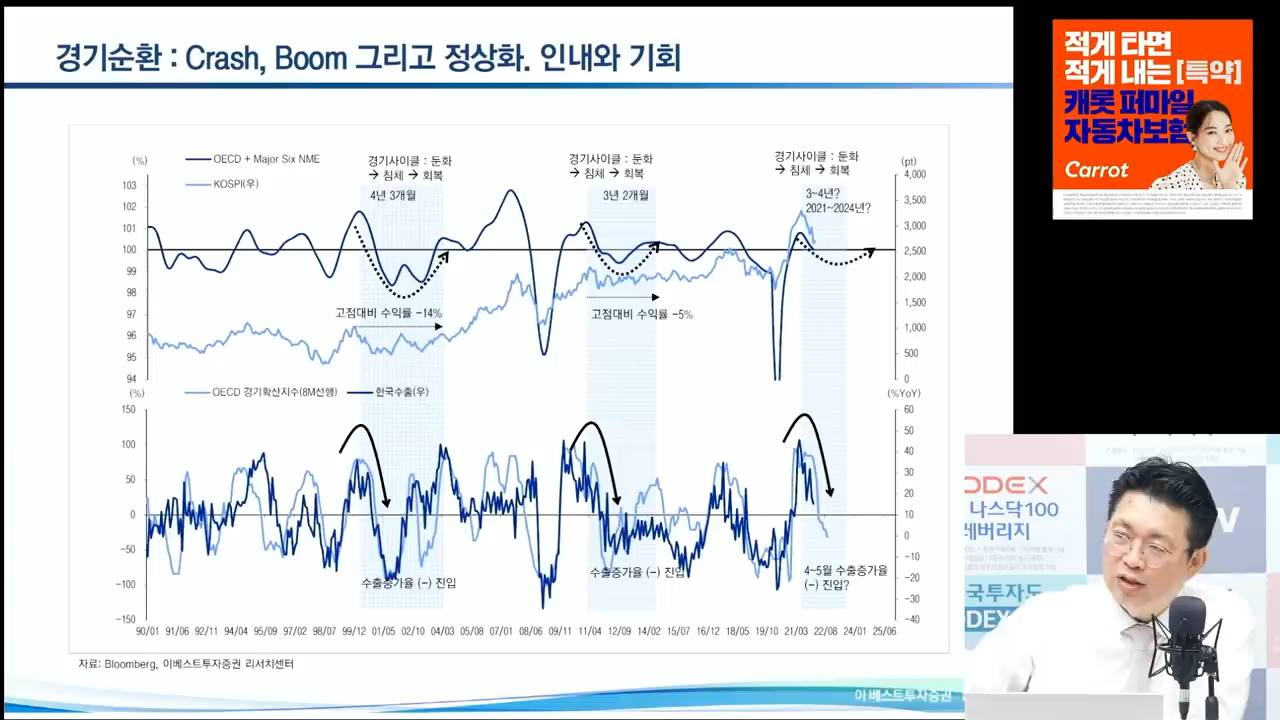 경기순환 : Crash, Boom 그리고 정상화. 인내와 기회
(%)
OECD + Major Six NME
KOSPI(우)
경기사이클 : 둔화
→ 침체 → 회복
4년 3개월
경기사이클 : 둔화
→ 침체 → 회복
3년 2개월
경기사이클 : 둔화
→ 침체 → 회복
3~4년?
2021~2024년?
(pt)
103
102
101
100
99
98
97
96
95
94
4,000
3,500
3,000
2,500
2,000
1,500
1,000
500
0
고점대비 수익률 -14%
고점대비 수익률 -5%
(%)
OECD 경기확산지수(8M선행)
한국수출(우)
(%YoY)
150
100
50
0
-50
-100
-150
60
50
40
30
20
10
0
-10
-20
-30
-40
수출증가율 (-) 진입
수출증가율 (-) 진입
4~5월 수출증가율
(-) 진입?
90/01 91/06 92/11 94/04 95/09 97/02 98/07 99/12 01/05 02/10 04/03 05/08 07/01 08/06 09/11 11/04 12/09 14/02 15/07 16/12 18/05 19/10 21/03 22/08 24/01 25/06
자료: Bloomberg, 이베스트투자증권 리서치센터
이베스트투자증권
적게 타면
적게 내는 [특약]
캐롯 퍼마일
자동차보험
Carrot
ODEX
나스닥100
레버리지
국투자도
ODEX